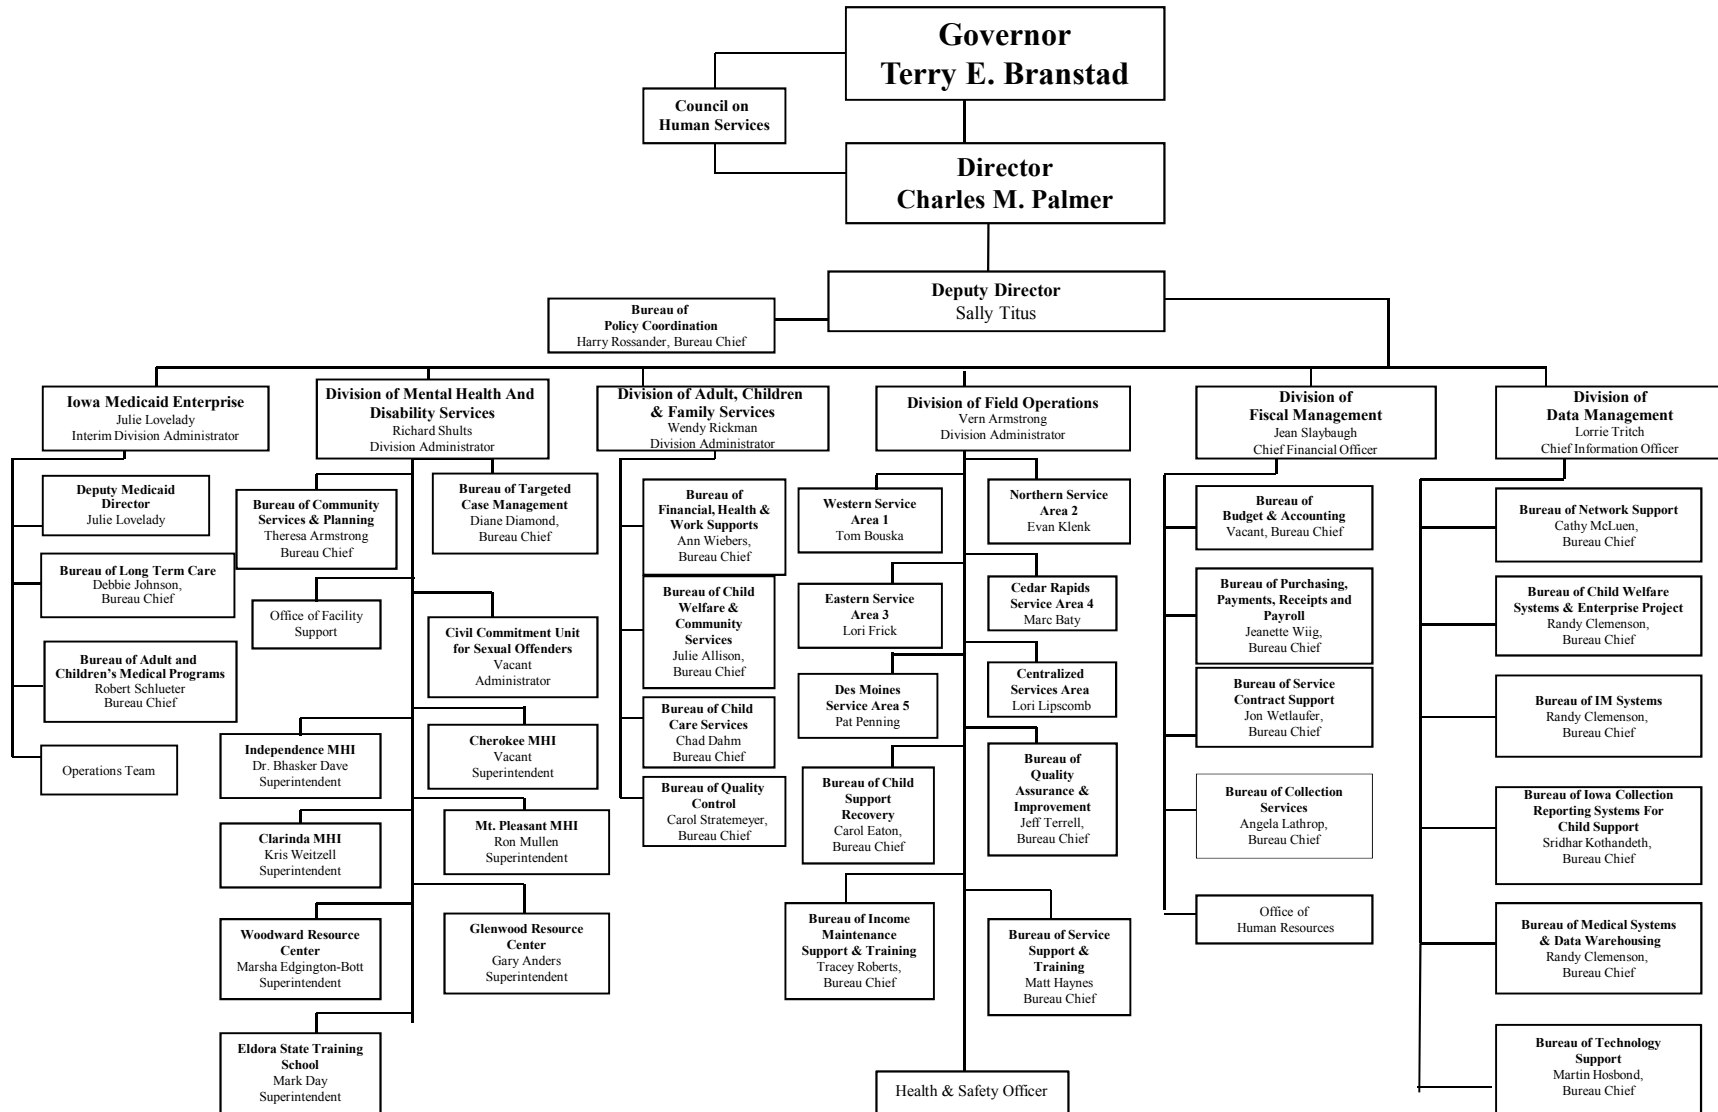 Governor
Terry E. Branstad
Council on
Human Services
Director
Charles M. Palmer
Deputy Director
Sally Titus
Bureau of
Policy Coordination
Harry Rossander, Bureau Chief
Iowa Medicaid Enterprise
Julie Lovelady
Interim Division Administrator
Deputy Medicaid
Director
Julie Lovelady
Bureau of Long Term Care
Debbie Johnson,
Bureau Chief
Bureau of Adult and
Children's Medical Programs
Robert Schlueter
Bureau Chief
Operations Team
Division of Mental Health And
Disability Services
Richard Shults
Division Administrator
Bureau of Community
Services & Planning
Theresa Armstrong
Bureau Chief
Bureau of Targeted
Case Management
Diane Diamond,
Bureau Chief
Office of Facility
Support
Civil Commitment Unit
for Sexual Offenders
Vacant
Administrator
Independence MHI
Dr. Bhasker Dave
Superintendent
Cherokee MHI
Vacant
Superintendent
Clarinda MHI
Kris Weitzell
Superintendent
Mt. Pleasant MHI
Ron Mullen
Superintendent
Woodward Resource
Center
Marsha Edgington-Bott
Superintendent
Glenwood Resource
Center
Gary Anders
Superintendent
Eldora State Training
School
Mark Day
Superintendent
Division of Adult, Children
& Family Services
Wendy Rickman
Division Administrator
Bureau of
Financial, Health &
Work Supports
Ann Wiebers,
Bureau Chief
Bureau of Child
Welfare &
Community
Services
Julie Allison,
Bureau Chief
Bureau of Child
Care Services
Chad Dahm
Bureau Chief
Bureau of Quality
Control
Carol Stratemeyer,
Bureau Chief
Division of Field Operations
Vern Armstrong
Division Administrator
Western Service
Area 1
Tom Bouska
Northern Service
Area 2
Evan Klenk
Eastern Service
Area 3
Lori Frick
Cedar Rapids
Service Area 4
Marc Baty
Des Moines
Service Area 5
Pat Penning
Centralized
Services Area
Lori Lipscomb
Bureau of Child
Support
Recovery
Carol Eaton,
Bureau Chief
Bureau of
Quality
Assurance &
Improvement
Jeff Terrell,
Bureau Chief
Bureau of Income
Maintenance
Support & Training
Tracey Roberts,
Bureau Chief
Bureau of Service
Support &
Training
Matt Haynes
Bureau Chief
Health & Safety Officer
Division of
Fiscal Management
Jean Slaybaugh
Chief Financial Officer
Bureau of
Budget & Accounting
Vacant, Bureau Chief
Bureau of Purchasing,
Payments, Receipts and
Payroll
Jeanette Wiig,
Bureau Chief
Bureau of Service
Contract Support
Jon Wetlaufer,
Bureau Chief
Bureau of Collection
Services
Angela Lathrop,
Bureau Chief
Office of
Human Resources
Division of
Data Management
Lorrie Tritch
Chief Information Officer
Bureau of Network Support
Cathy McLuen,
Bureau Chief
Bureau of Child Welfare
Systems & Enterprise Project
Randy Clemenson,
Bureau Chief
Bureau of IM Systems
Randy Clemenson,
Bureau Chief
Bureau of Iowa Collection
Reporting Systems For
Child Support
Sridhar Kothandeth,
Bureau Chief
Bureau of Medical Systems
& Data Warehousing
Randy Clemenson,
Bureau Chief
Bureau of Technology
Support
Martin Hosbond,
Bureau Chief